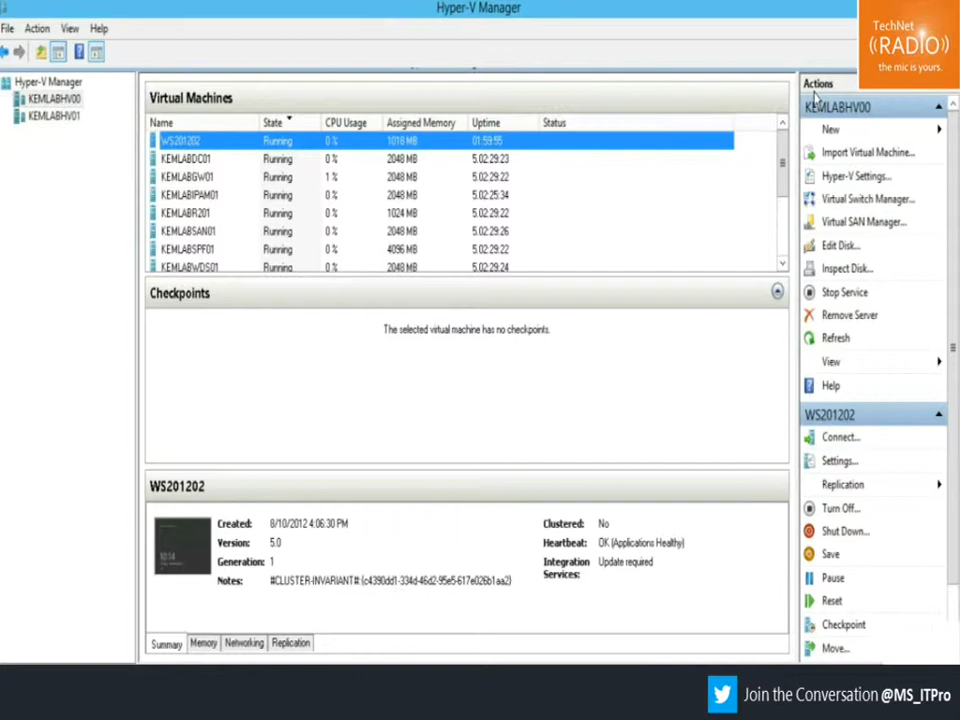 Hyper-V Manager
File Action View Help
TechNet
RADIO
the mic is yours.
Hyper-V Manager
KEMLABHV00
KEMLABHV01
Virtual Machines
Name State CPU Usage Assigned Memory Uptime Status
WS201202 Running 0 % 1018 MB 01:59:55
KEMLABDC01 Running 0 % 2048 MB 5.02:29:23
KEMLABGW01 Running 1 % 2048 MB 5.02:29:22
KEMLABIPAM01 Running 0 % 2048 MB 5.02:25:34
KEMLABR201 Running 0 % 1024 MB 5.02:29:22
KEMLABSAN01 Running 0 % 2048 MB 5.02:29:26
KEMLABSPF01 Running 0 % 4096 MB 5.02:29:22
KEMLABWDS01 Running 0 % 2048 MB 5.02:29:24
Checkpoints
The selected virtual machine has no checkpoints.
WS201202
Created: 8/10/2012 4:06:30 PM Clustered: No
Version: 5.0 Heartbeat: OK (Applications Healthy)
Generation: 1 Integration Services: Update required
Notes: #CLUSTER-INVARIANT#:{c4390dd1-334d-46d2-95e5-617e026b1aa2}
10:14
Summary Memory Networking Replication
Actions
KEMLABHV00
New
Import Virtual Machine...
Hyper-V Settings...
Virtual Switch Manager...
Virtual SAN Manager...
Edit Disk...
Inspect Disk...
Stop Service
Remove Server
Refresh
View
Help
WS201202
Connect...
Settings...
Replication
Turn Off...
Shut Down...
Save
Pause
Reset
Checkpoint
Move...
Join the Conversation @MS_ITPro